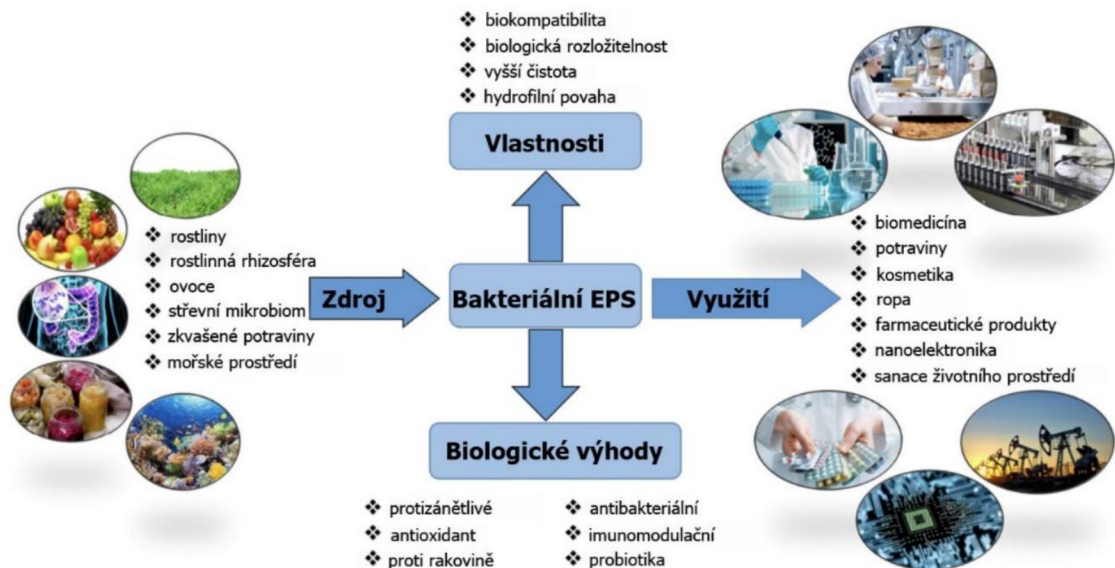 ❖ biokompatibilita
❖ biologická rozložitelnost
❖ vyšší čistota
❖ hydrofilní povaha
Vlastnosti
❖ rostliny
❖ rostlinná rhizosféra
❖ ovoce
❖ střevní mikrobiom
❖ zkvašené potraviny
❖ mořské prostředí
Zdroj
Bakteriální EPS
Využití
❖ biomedicína
❖ potraviny
❖ kosmetika
❖ ropa
❖ farmaceutické produkty
❖ nanoelektronika
❖ sanace životního prostředí
Biologické výhody
❖ protizánětlivé
❖ antioxidant
❖ proti rakovině
❖ antibakteriální
❖ imunomodulační
❖ probiotika